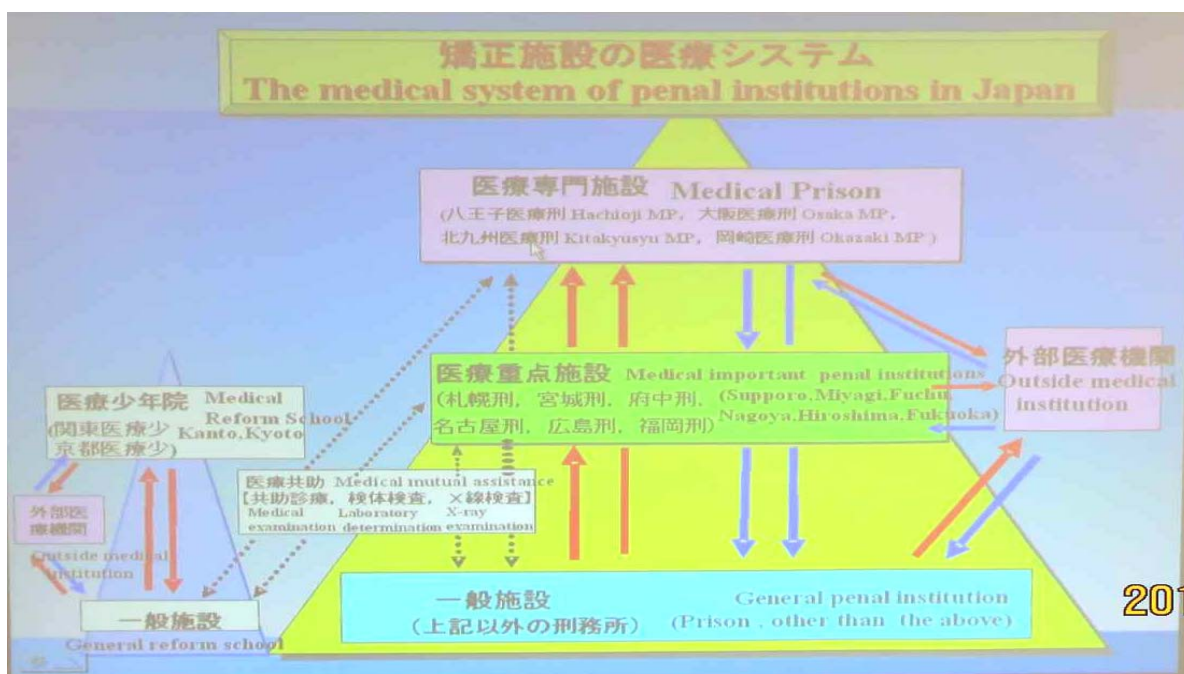 矯正施設の医療システム
The medical system of penal institutions in Japan
医療専門施設 Medical Prison
(八王子医療刑 Hachioji MP, 大阪医療刑 Osaka MP,
北九州医療刑 Kitakyusyu MP, 岡崎医療刑 Okazaki MP)
外部医療機関
Outside medical
institution
医療重点施設 Medical important penal institutions
(札幌刑, 宮城刑, 府中刑, (Supporo,Miyagi,Fuchu,
名古屋刑, 広島刑, 福岡刑) Nagoya,Hiroshima,Fukuoka)
医療少年院 Medical
Reform School
(関東医療少 Kanto,Kyoto
京都医療少)
医療共助 Medical mutual assistance
【共助診療, 検体検査, X線検査】
Medical Laboratory X-ray
examination determination examination
外部医
療機関
Outside medical
institution
一般施設
General reform school
一般施設 General penal institution
(上記以外の刑務所) (Prison , other than the above)
201